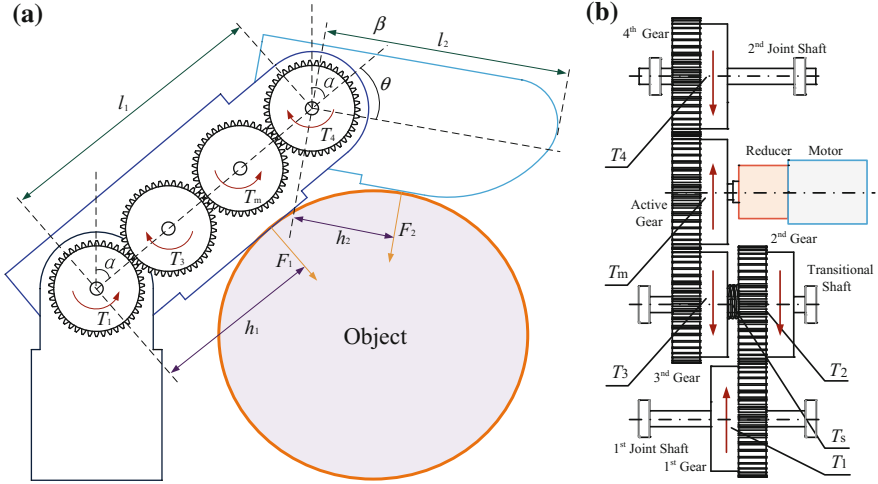 (a)
β
l2
l1
α
θ
T4
Tm
T3
α
T1
F1
h2
F2
h1
Object
(b)
4th Gear
2nd Joint Shaft
T4
Reducer Motor
Active
Gear
2nd Gear
Tm
Transitional
Shaft
T3
3nd Gear
T2
1st Joint Shaft
1st Gear
Ts
T1